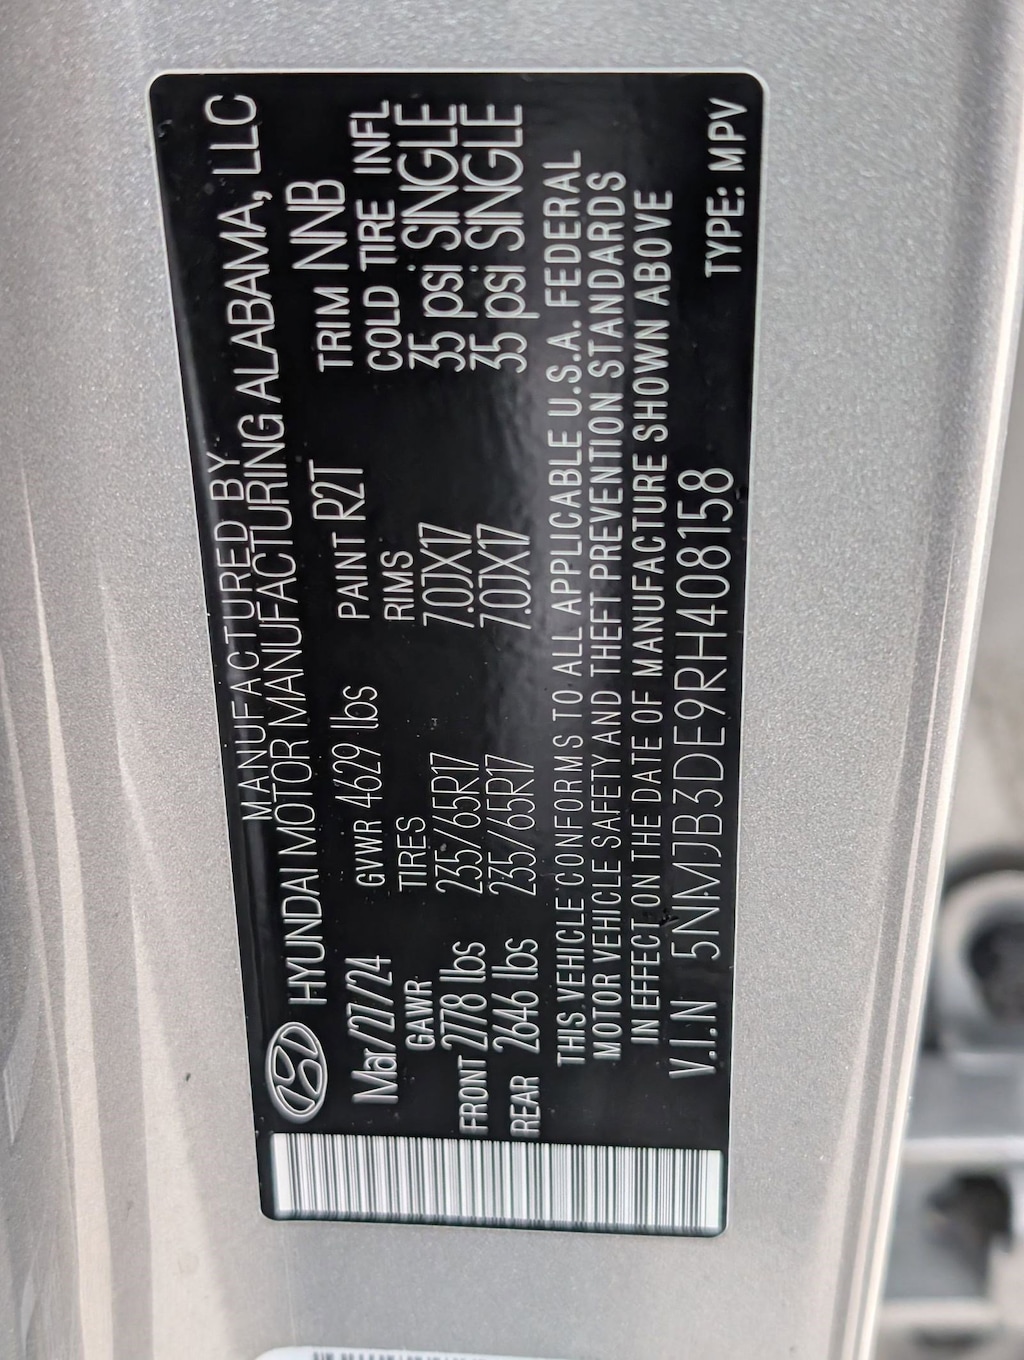 MANUFACTURED BY
HYUNDAI MOTOR MANUFACTURING ALABAMA, LLC
Mar/27/24 GVWR 4629 lbs PAINT R2T TRIM NNB
GAWR TIRES RIMS COLD TIRE INFL
FRONT 2778 lbs 235/65R17 7.0JX17 35 psi SINGLE
REAR 2646 lbs 235/65R17 7.0JX17 35 psi SINGLE
THIS VEHICLE CONFORMS TO ALL APPLICABLE U.S.A. FEDERAL
MOTOR VEHICLE SAFETY AND THEFT PREVENTION STANDARDS
IN EFFECT ON THE DATE OF MANUFACTURE SHOWN ABOVE
V.I.N 5NMJB3DE9RH408158 TYPE: MPV